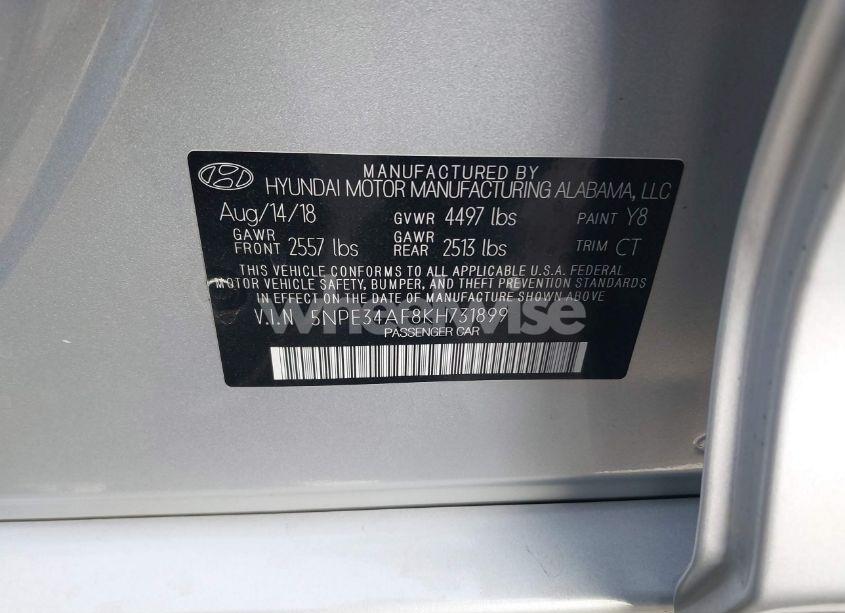 MANUFACTURED BY
HYUNDAI MOTOR MANUFACTURING ALABAMA, LLC
Aug/14/18 GVWR 4497 lbs PAINT Y8
GAWR FRONT 2557 lbs GAWR REAR 2513 lbs TRIM CT
THIS VEHICLE CONFORMS TO ALL APPLICABLE U.S.A. FEDERAL
MOTOR VEHICLE SAFETY, BUMPER, AND THEFT PREVENTION STANDARDS
IN EFFECT ON THE DATE OF MANUFACTURE SHOWN ABOVE
V.I.N 5NPE34AF8KH731899
wheelwise
PASSENGER CAR